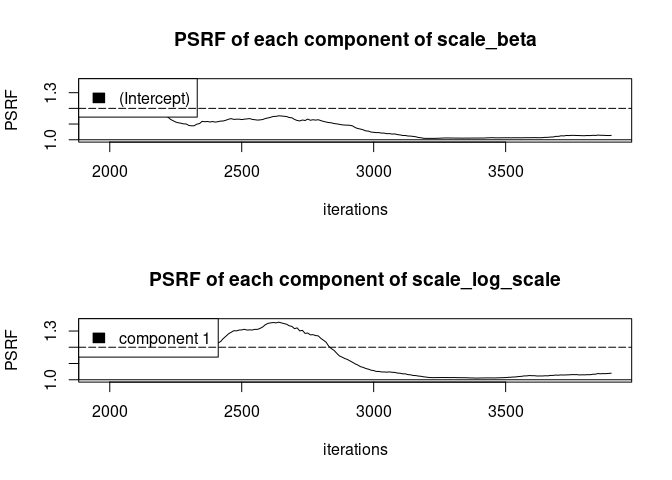 PSRF of each component of scale_beta
PSRF
1.0 1.3
(Intercept)
2000 2500 3000 3500
iterations
PSRF of each component of scale_log_scale
PSRF
1.0 1.3
component 1
2000 2500 3000 3500
iterations